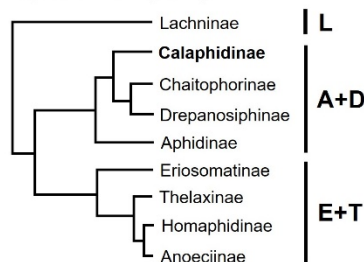 Lachninae
L
Calaphidinae
Chaitophorinae
Drepanosiphinae
Aphidinae
A+D
Eriosomatinae
Thelaxinae
Homaphidinae
Anoeciinae
E+T